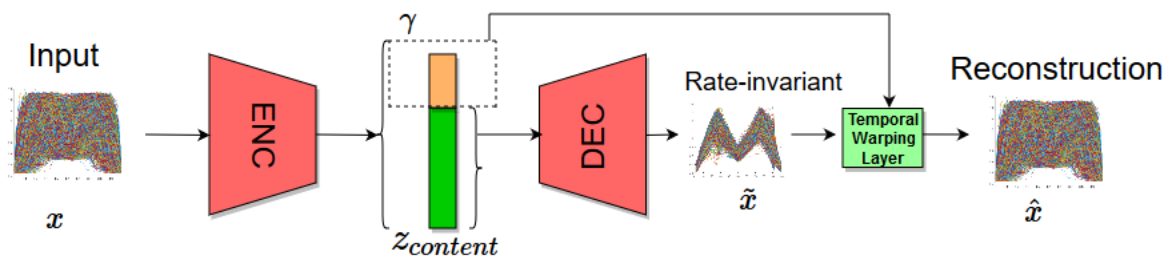 Input
x
ENC
γ
z_content
DEC
Rate-invariant
x̃
Temporal
Warping
Layer
Reconstruction
x̂